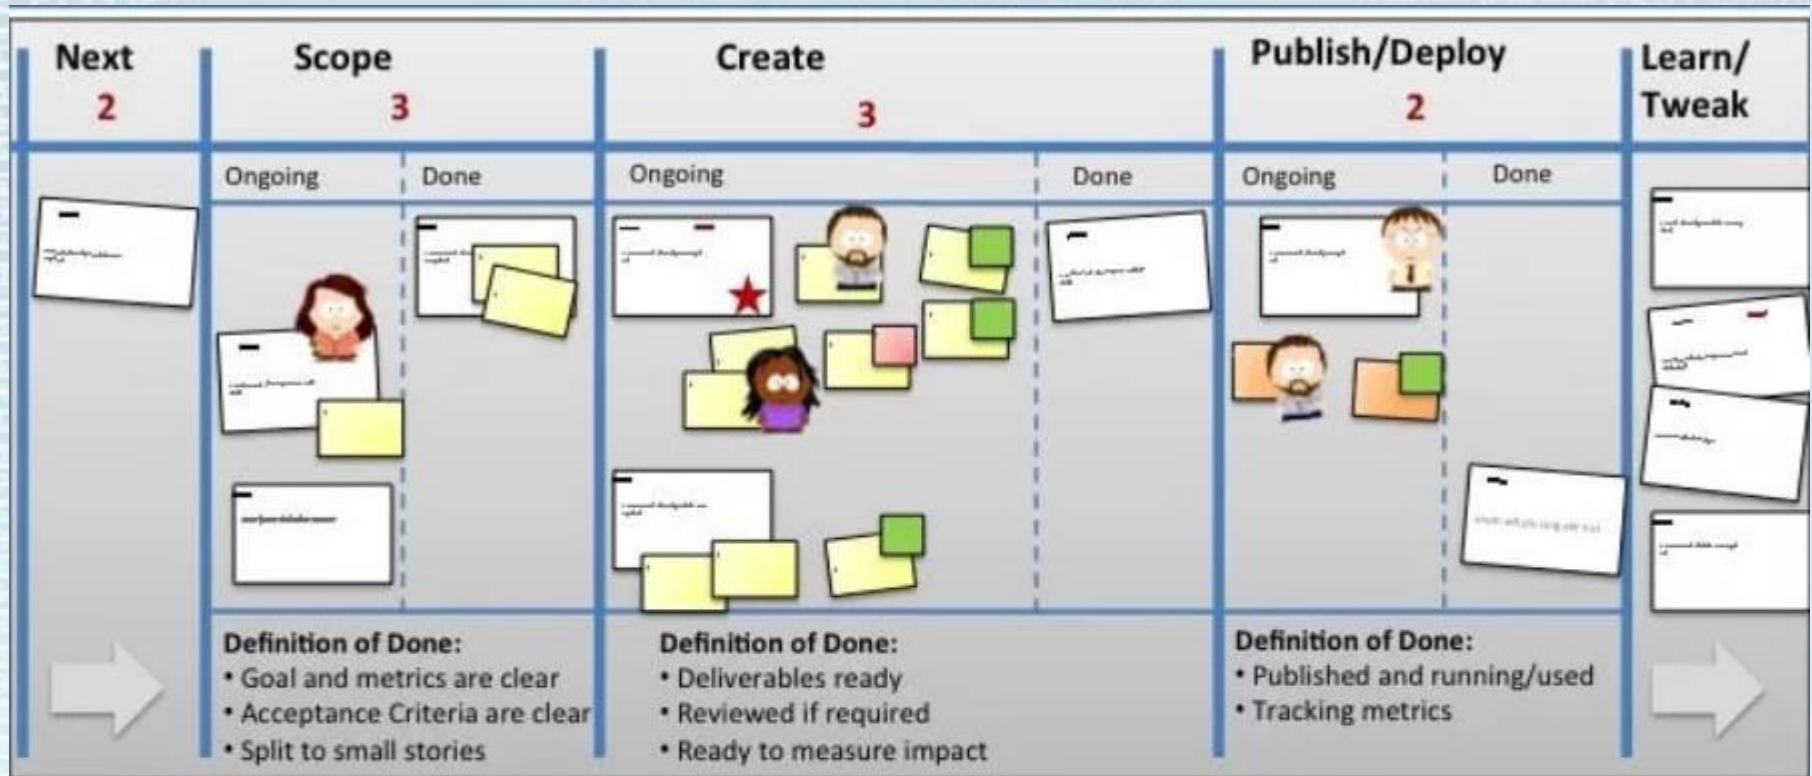 Next
2
Scope
3
Create
3
Publish/Deploy
2
Learn/
Tweak
Ongoing
Done
Ongoing
Done
Ongoing
Done
Definition of Done:
• Goal and metrics are clear
• Acceptance Criteria are clear
• Split to small stories
Definition of Done:
• Deliverables ready
• Reviewed if required
• Ready to measure impact
Definition of Done:
• Published and running/used
• Tracking metrics